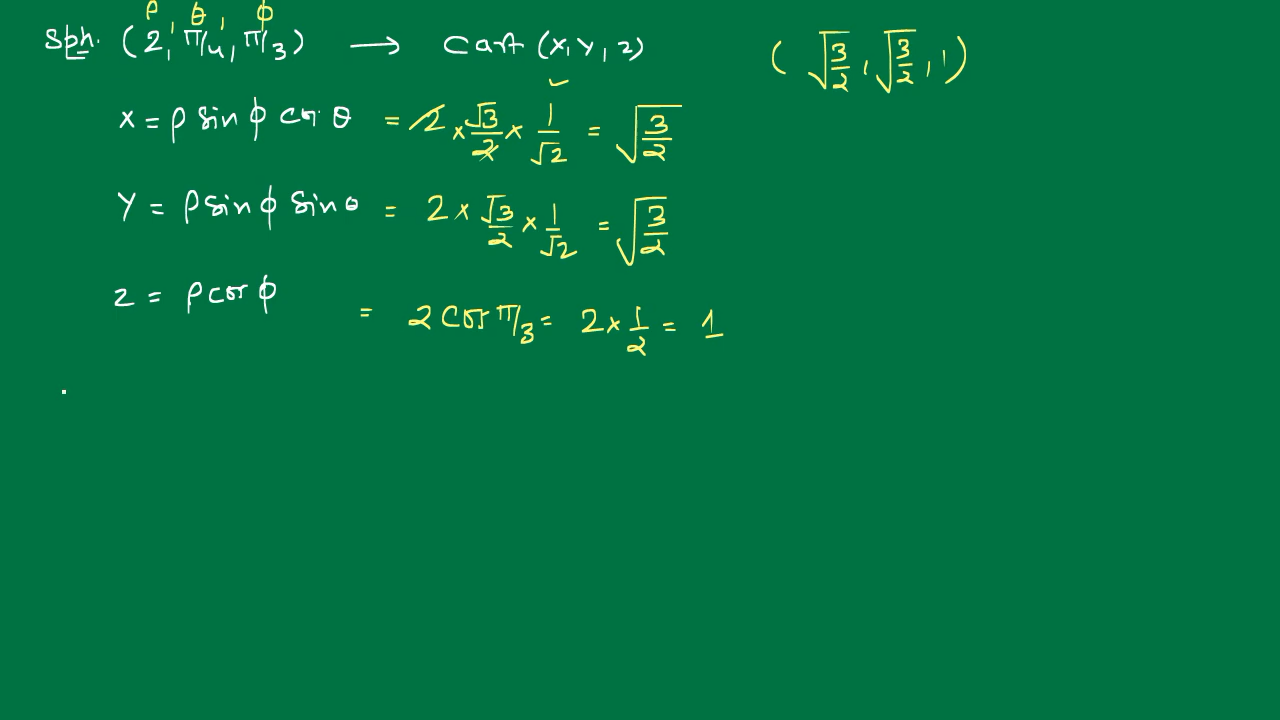 ρ, θ, φ
Sph. (2, π/4, π/3) → Cart (x, y, z) (√(3/2), √(3/2), 1)
x = ρ sin φ cos θ = 2 × √3/2 × 1/√2 = √(3/2)
y = ρ sin φ sin θ = 2 × √3/2 × 1/√2 = √(3/2)
z = ρ cos φ = 2 cos π/3 = 2 × 1/2 = 1